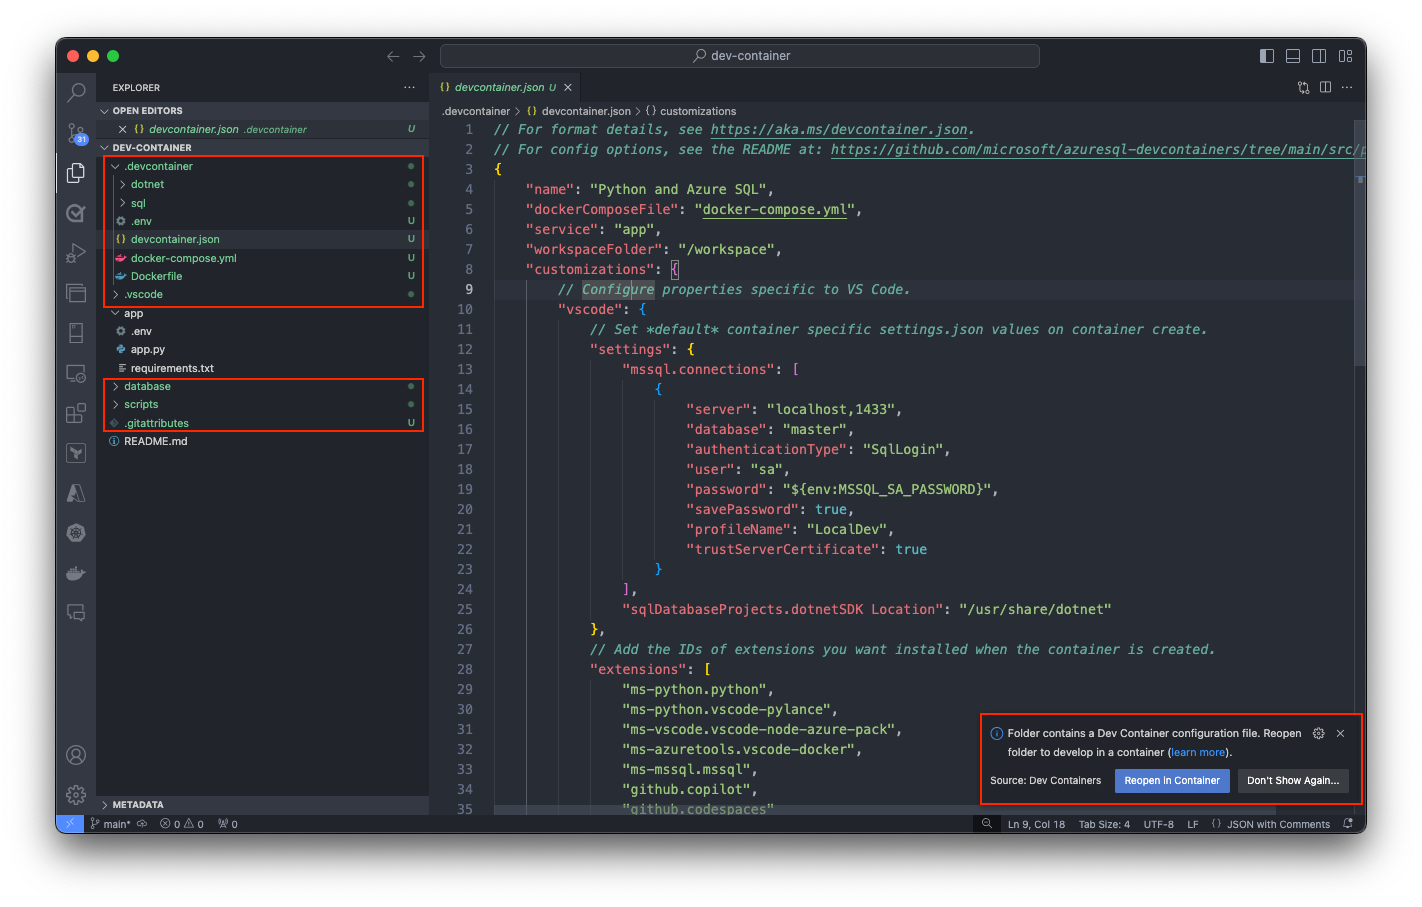 dev-container
EXPLORER
OPEN EDITORS
devcontainer.json .devcontainer U
DEV-CONTAINER
.devcontainer
dotnet
sql
.env U
devcontainer.json U
docker-compose.yml U
Dockerfile U
.vscode
app
.env
app.py
requirements.txt
database
scripts
.gitattributes U
README.md
METADATA
31
{} devcontainer.json U
.devcontainer > {} devcontainer.json > {} customizations
1 // For format details, see https://aka.ms/devcontainer.json.
2 // For config options, see the README at: https://github.com/microsoft/azuresql-devcontainers/tree/main/src/p
3 {
4 "name": "Python and Azure SQL",
5 "dockerComposeFile": "docker-compose.yml",
6 "service": "app",
7 "workspaceFolder": "/workspace",
8 "customizations": {
9 // Configure properties specific to VS Code.
10 "vscode": {
11 // Set *default* container specific settings.json values on container create.
12 "settings": {
13 "mssql.connections": [
14 {
15 "server": "localhost,1433",
16 "database": "master",
17 "authenticationType": "SqlLogin",
18 "user": "sa",
19 "password": "${env:MSSQL_SA_PASSWORD}",
20 "savePassword": true,
21 "profileName": "LocalDev",
22 "trustServerCertificate": true
23 }
24 ],
25 "sqlDatabaseProjects.dotnetSDK Location": "/usr/share/dotnet"
26 },
27 // Add the IDs of extensions you want installed when the container is created.
28 "extensions": [
29 "ms-python.python",
30 "ms-python.vscode-pylance",
31 "ms-vscode.vscode-node-azure-pack",
32 "ms-azuretools.vscode-docker",
33 "ms-mssql.mssql",
34 "github.copilot",
35 "github.codespaces"
Folder contains a Dev Container configuration file. Reopen
folder to develop in a container (learn more).
Source: Dev Containers
Reopen in Container
Don't Show Again...
main* 0 0 0
Ln 9, Col 18 Tab Size: 4 UTF-8 LF {} JSON with Comments